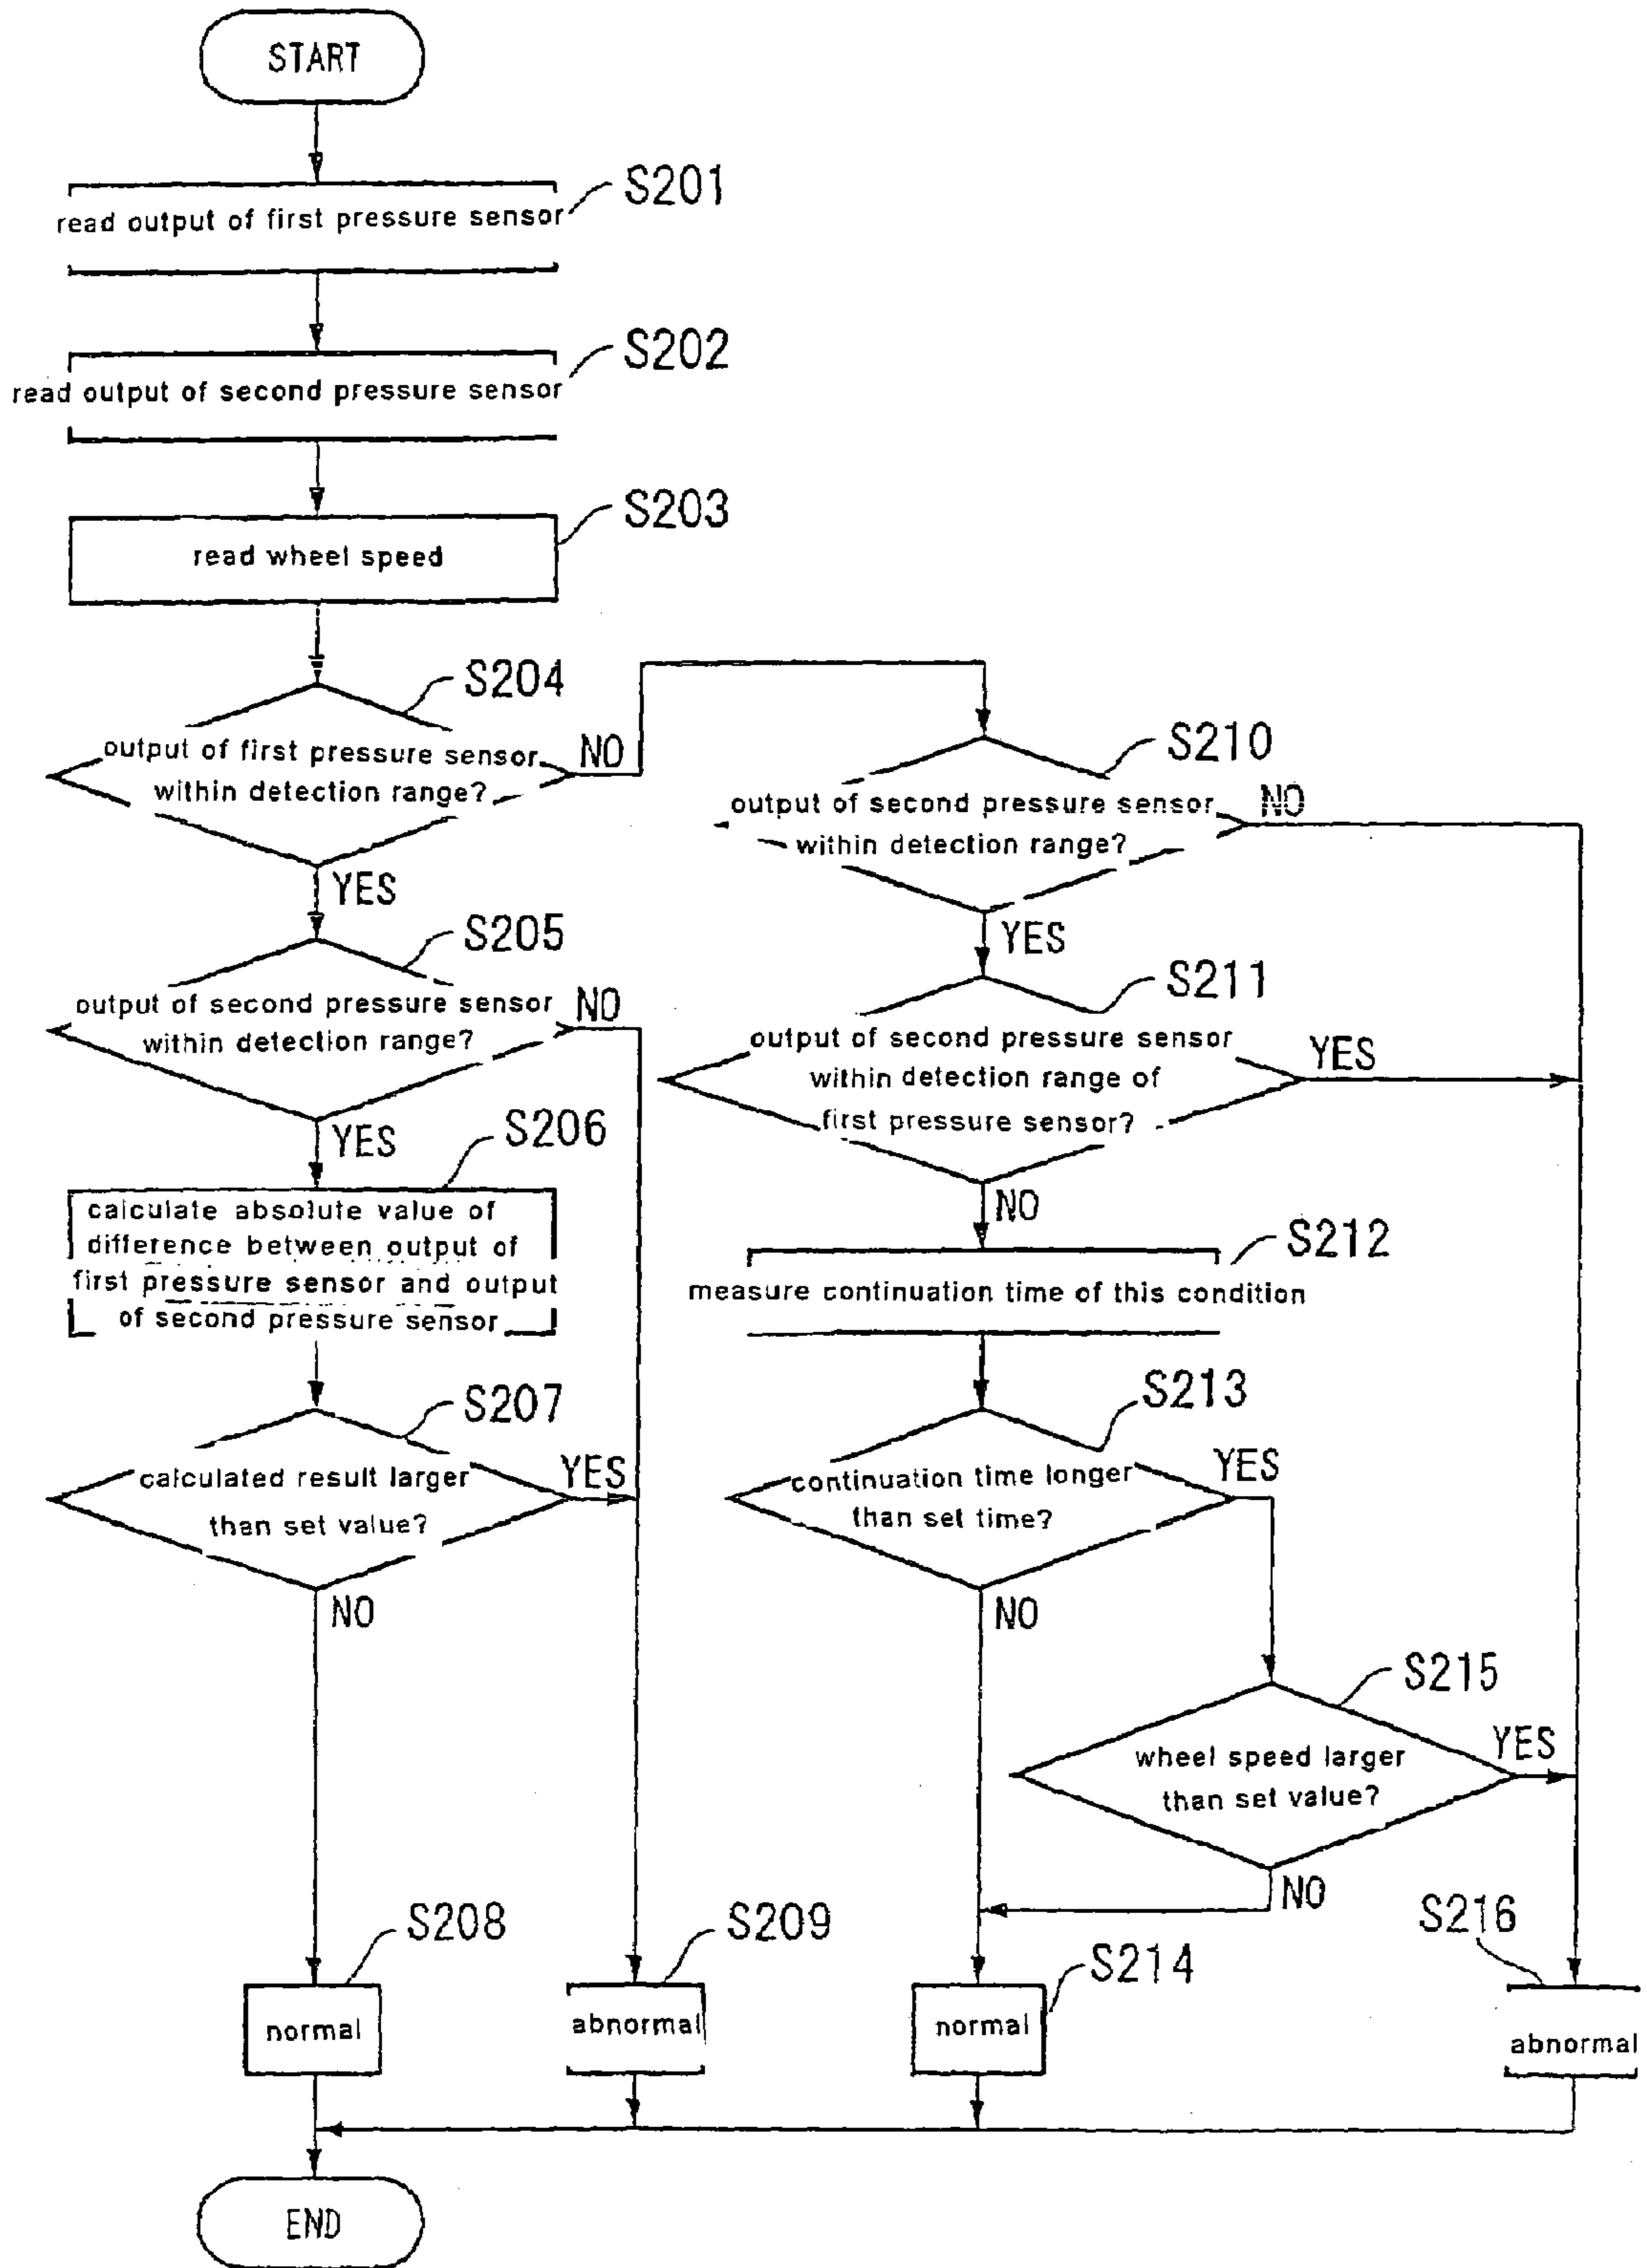 START
S201
read output of first pressure sensor
S202
read output of second pressure sensor
S203
read wheel speed
S204
output of first pressure sensor
within detection range?
NO
YES
S205
output of second pressure sensor
within detection range?
NO
YES
S206
calculate absolute value of
difference between output of
first pressure sensor and output
of second pressure sensor
S207
calculated result larger
than set value?
YES
NO
S208
normal
S209
abnormal
S210
output of second pressure sensor
within detection range?
NO
YES
S211
output of second pressure sensor
within detection range of
first pressure sensor?
YES
NO
S212
measure continuation time of this condition
S213
continuation time longer
than set time?
YES
NO
S215
wheel speed larger
than set value?
YES
NO
S214
normal
S216
abnormal
END